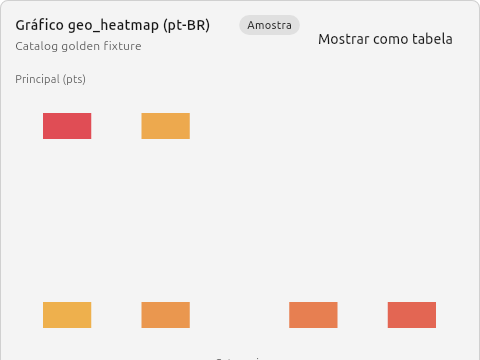 Gráfico geo_heatmap (pt-BR)
Amostra
Mostrar como tabela
Catalog golden fixture
Principal (pts)